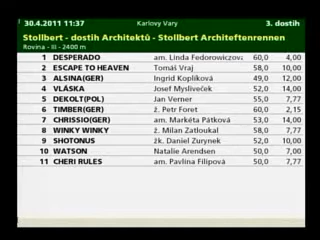 30.4.2011 11:37 Karlovy Vary 3. dostih
Stollbert - dostih Architektů - Stollbert Architeftenrennen
Rovina - III - 2400 m
1 DESPERADO am. Linda Fedorowiczová 60,0 4,00
2 ESCAPE TO HEAVEN Tomáš Vraj 58,0 10,00
3 ALSINA(GER) Ingrid Koplíková 49,0 12,00
4 VLÁSKA Josef Mysliveček 52,0 14,00
5 DEKOLT(POL) Jan Verner 55,0 7,77
6 TIMBER(GER) ž. Petr Foret 60,0 2,15
7 CHRISSIO(GER) am. Markéta Pátková 53,0 14,00
8 WINKY WINKY ž. Milan Zatloukal 58,0 7,77
9 SHOTONUS žk. Daniel Zurynek 52,0 10,00
10 WATSON Natalie Arendsen 50,0 7,00
11 CHERI RULES am. Pavlína Filipová 50,0 7,77